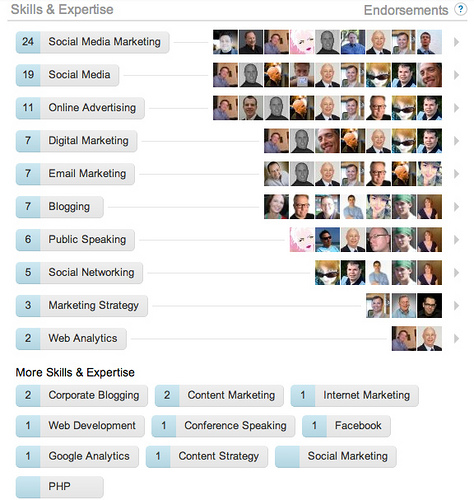 Skills & Expertise Endorsements ?
24 Social Media Marketing
19 Social Media
11 Online Advertising
7 Digital Marketing
7 Email Marketing
7 Blogging
6 Public Speaking
5 Social Networking
3 Marketing Strategy
2 Web Analytics
More Skills & Expertise
2 Corporate Blogging 2 Content Marketing 1 Internet Marketing
1 Web Development 1 Conference Speaking 1 Facebook
1 Google Analytics 1 Content Strategy Social Marketing
PHP